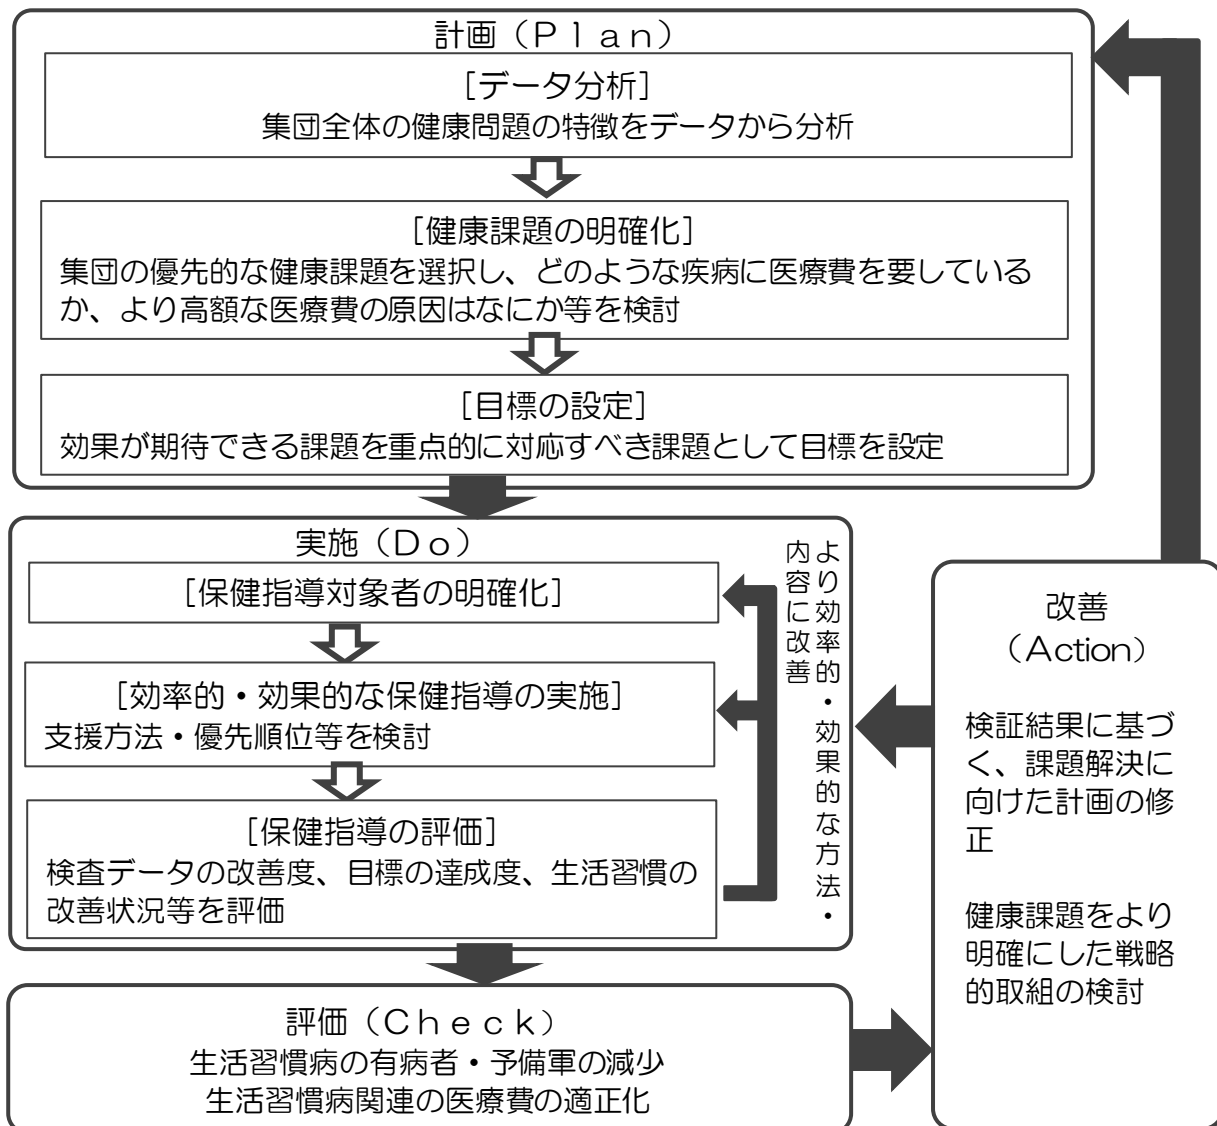 計画（Ｐｌａｎ）
［データ分析］
集団全体の健康問題の特徴をデータから分析
［健康課題の明確化］
集団の優先的な健康課題を選択し、どのような疾病に医療費を要している
か、より高額な医療費の原因はなにか等を検討
［目標の設定］
効果が期待できる課題を重点的に対応すべき課題として目標を設定
実施（Ｄｏ）
［保健指導対象者の明確化］
［効率的・効果的な保健指導の実施］
支援方法・優先順位等を検討
［保健指導の評価］
検査データの改善度、目標の達成度、生活習慣の
改善状況等を評価
より効率的・効果的な方法・
内容に改善
評価（Ｃｈｅｃｋ）
生活習慣病の有病者・予備軍の減少
生活習慣病関連の医療費の適正化
改善
（Action）
検証結果に基づ
く、課題解決に
向けた計画の修
正
健康課題をより
明確にした戦略
的取組の検討